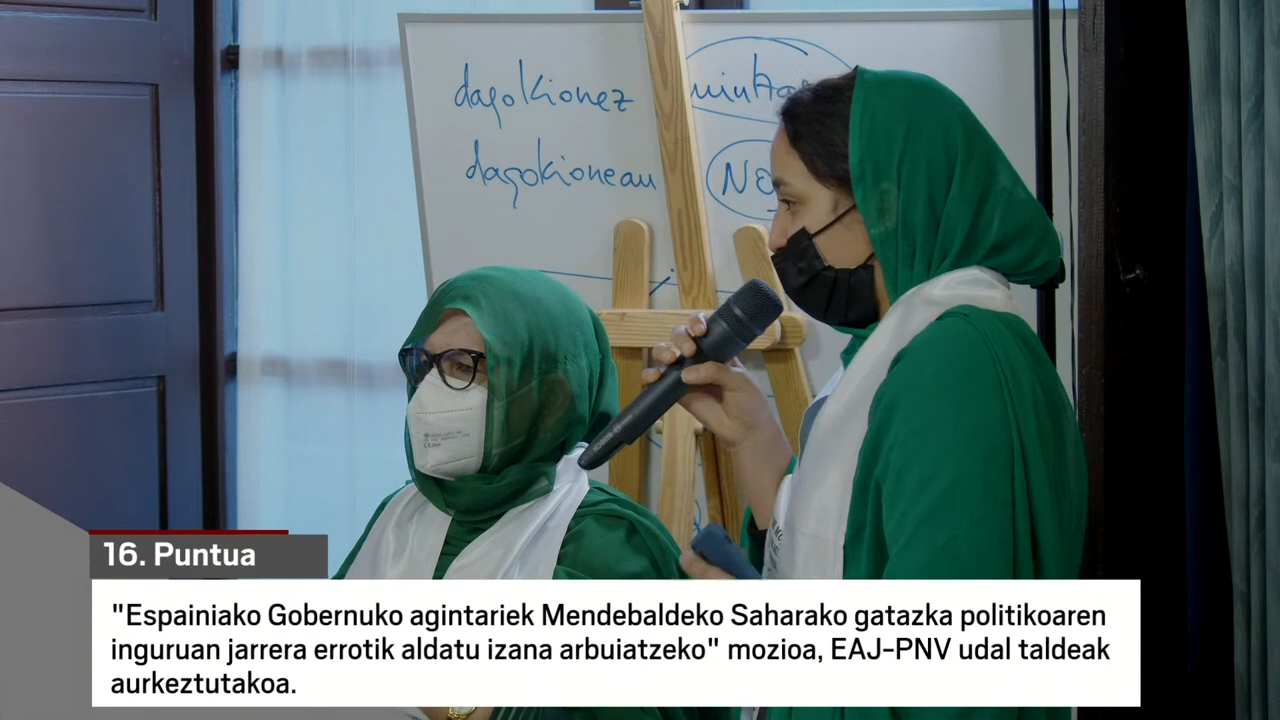 dagokionez
dagokioneau
16. Puntua
"Espainiako Gobernuko agintariek Mendebaldeko Saharako gatazka politikoaren
inguruan jarrera errotik aldatu izana arbuiatzeko" mozioa, EAJ-PNV udal taldeak
aurkeztutakoa.